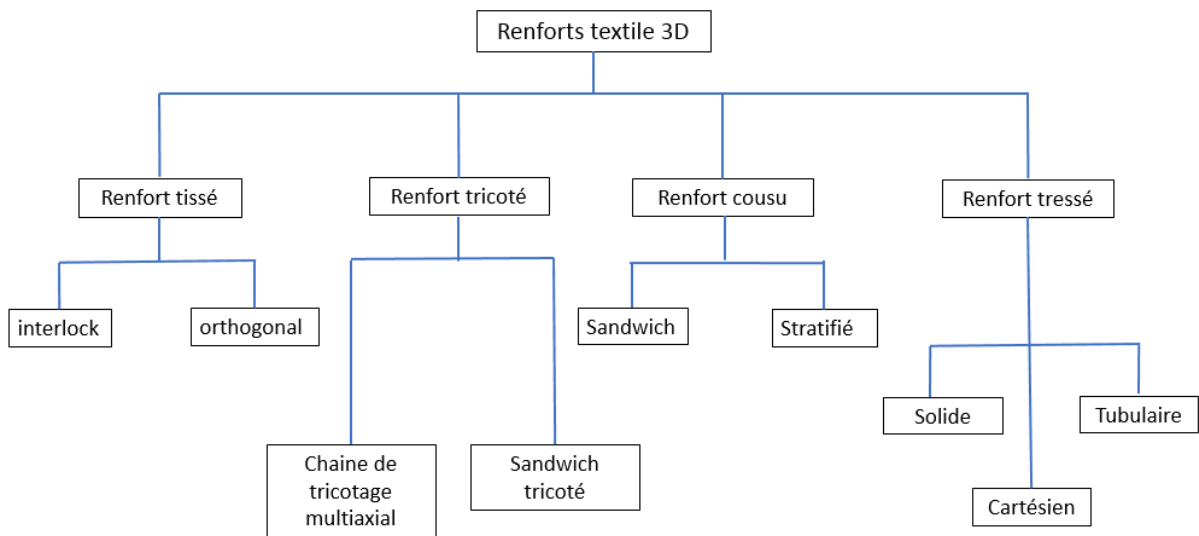 Renforts textile 3D
Renfort tissé
Renfort tricoté
Renfort cousu
Renfort tressé
interlock
orthogonal
Sandwich
Stratifié
Solide
Tubulaire
Chaine de
tricotage
multiaxial
Sandwich
tricoté
Cartésien